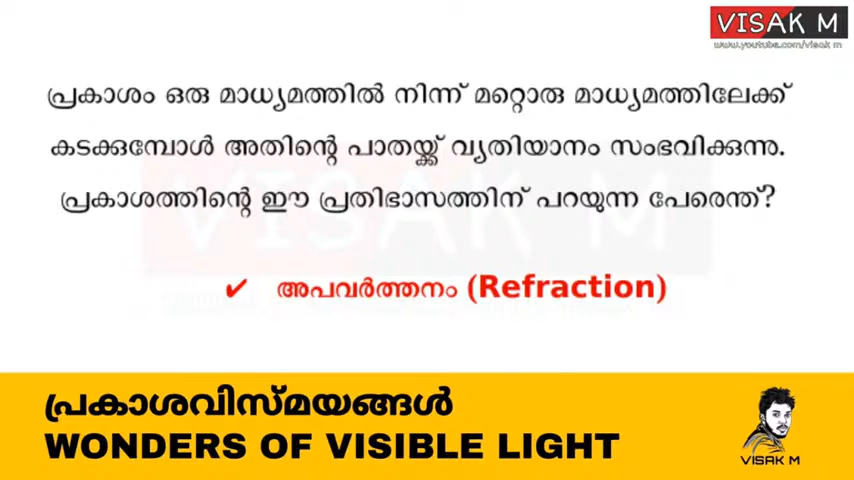 VISAK M
www.youtube.com/visak m
പ്രകാശം ഒരു മാധ്യമത്തിൽ നിന്ന് മറ്റൊരു മാധ്യമത്തിലേക്ക്
കടക്കുമ്പോൾ അതിന്റെ പാതയ്ക്ക് വ്യതിയാനം സംഭവിക്കുന്നു.
പ്രകാശത്തിന്റെ ഈ പ്രതിഭാസത്തിന് പറയുന്ന പേരെന്ത്?
VISAK M
✔ അപവർത്തനം (Refraction)
പ്രകാശവിസ്മയങ്ങൾ
WONDERS OF VISIBLE LIGHT
VISAK M